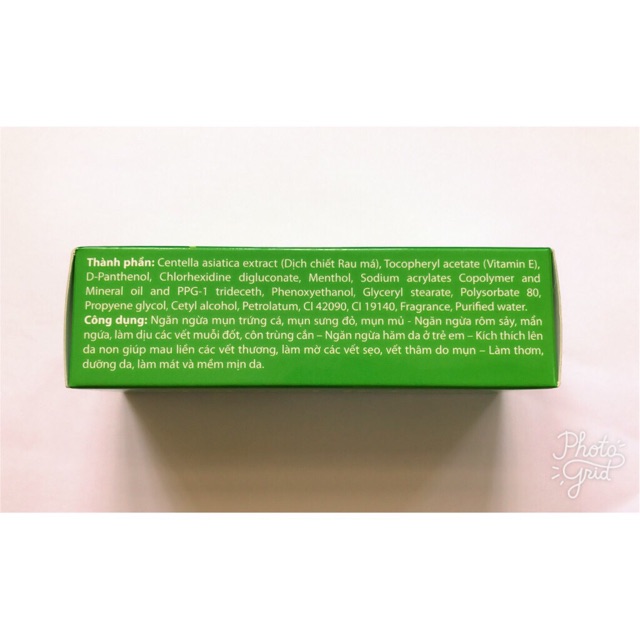 Thành phần: Centella asiatica extract (Dịch chiết Rau má), Tocopheryl acetate (Vitamin E),
D-Panthenol, Chlorhexidine digluconate, Menthol, Sodium acrylates Copolymer and
Mineral oil and PPG-1 trideceth, Phenoxyethanol, Glyceryl stearate, Polysorbate 80,
Propyene glycol, Cetyl alcohol, Petrolatum, CI 42090, CI 19140, Fragrance, Purified water.
Công dụng: Ngăn ngừa mụn trứng cá, mụn sưng đỏ, mụn mủ - Ngăn ngừa rôm sảy, mẩn
ngứa, làm dịu các vết muỗi đốt, côn trùng cắn – Ngăn ngừa hăm da ở trẻ em – Kích thích lên
da non giúp mau liền các vết thương, làm mờ các vết sẹo, vết thâm do mụn – Làm thơm,
dưỡng da, làm mát và mềm mịn da.
Photo
Grid